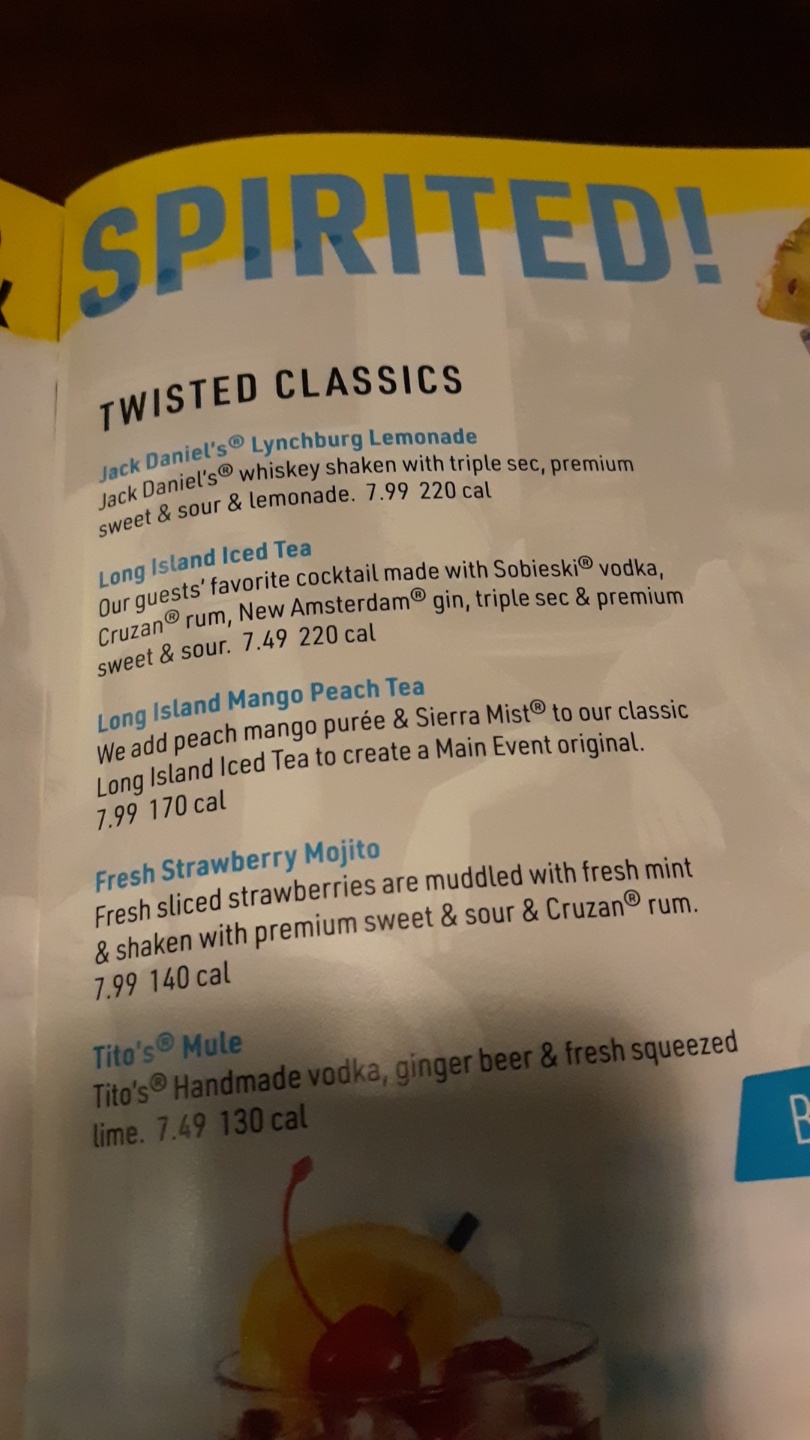 SPIRITED!
TWISTED CLASSICS
Jack Daniel's® Lynchburg Lemonade
Jack Daniel's® whiskey shaken with triple sec, premium
sweet & sour & lemonade. 7.99 220 cal
Long Island Iced Tea
Our guests' favorite cocktail made with Sobieski® vodka,
Cruzan® rum, New Amsterdam® gin, triple sec & premium
sweet & sour. 7.49 220 cal
Long Island Mango Peach Tea
We add peach mango purée & Sierra Mist® to our classic
Long Island Iced Tea to create a Main Event original.
7.99 170 cal
Fresh Strawberry Mojito
Fresh sliced strawberries are muddled with fresh mint
& shaken with premium sweet & sour & Cruzan® rum.
7.99 140 cal
Tito's® Mule
Tito's® Handmade vodka, ginger beer & fresh squeezed
lime. 7.49 130 cal